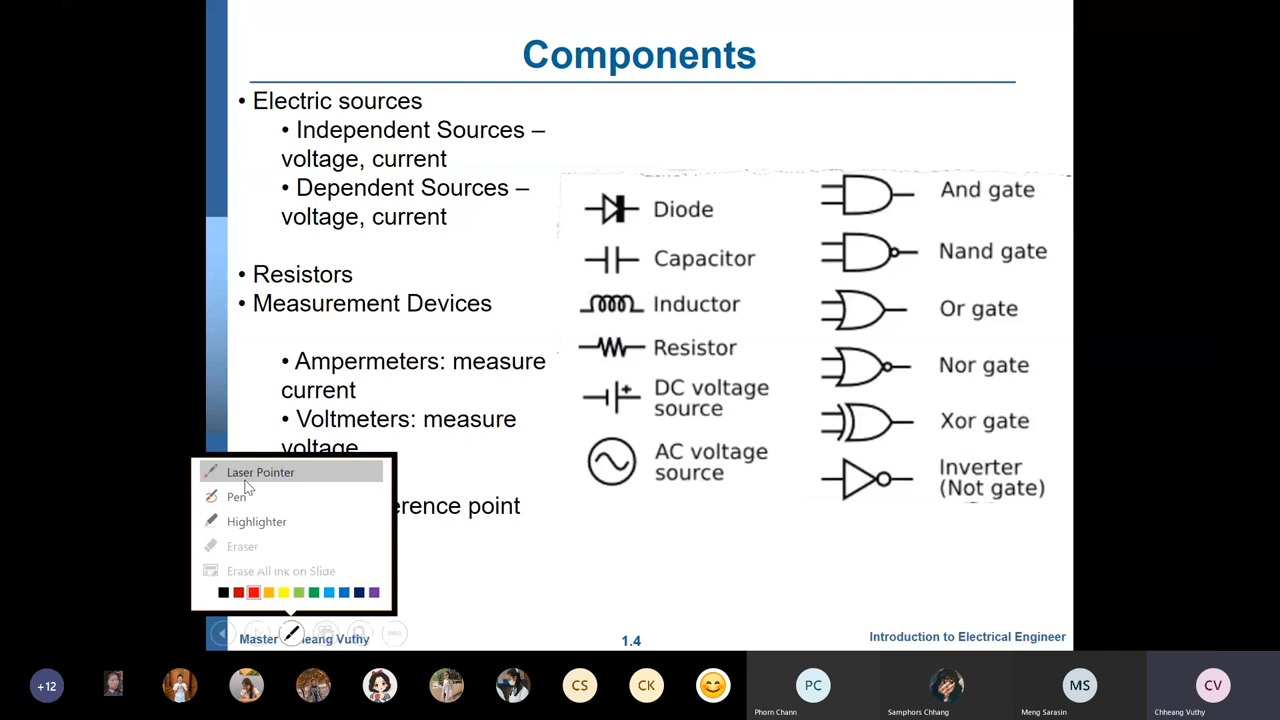 Components
• Electric sources
• Independent Sources –
voltage, current
• Dependent Sources –
voltage, current
• Resistors
• Measurement Devices
• Ampermeters: measure
current
• Voltmeters: measure
voltage
erence point
Diode
Capacitor
Inductor
Resistor
DC voltage
source
AC voltage
source
And gate
Nand gate
Or gate
Nor gate
Xor gate
Inverter
(Not gate)
Laser Pointer
Pen
Highlighter
Eraser
Erase All Ink on Slide
Master heang Vuthy
1.4
Introduction to Electrical Engineer
+12
CS
CK
PC
Phorn Chann
Samphors Chhang
MS
Meng Sarasin
CV
Chheang Vuthy